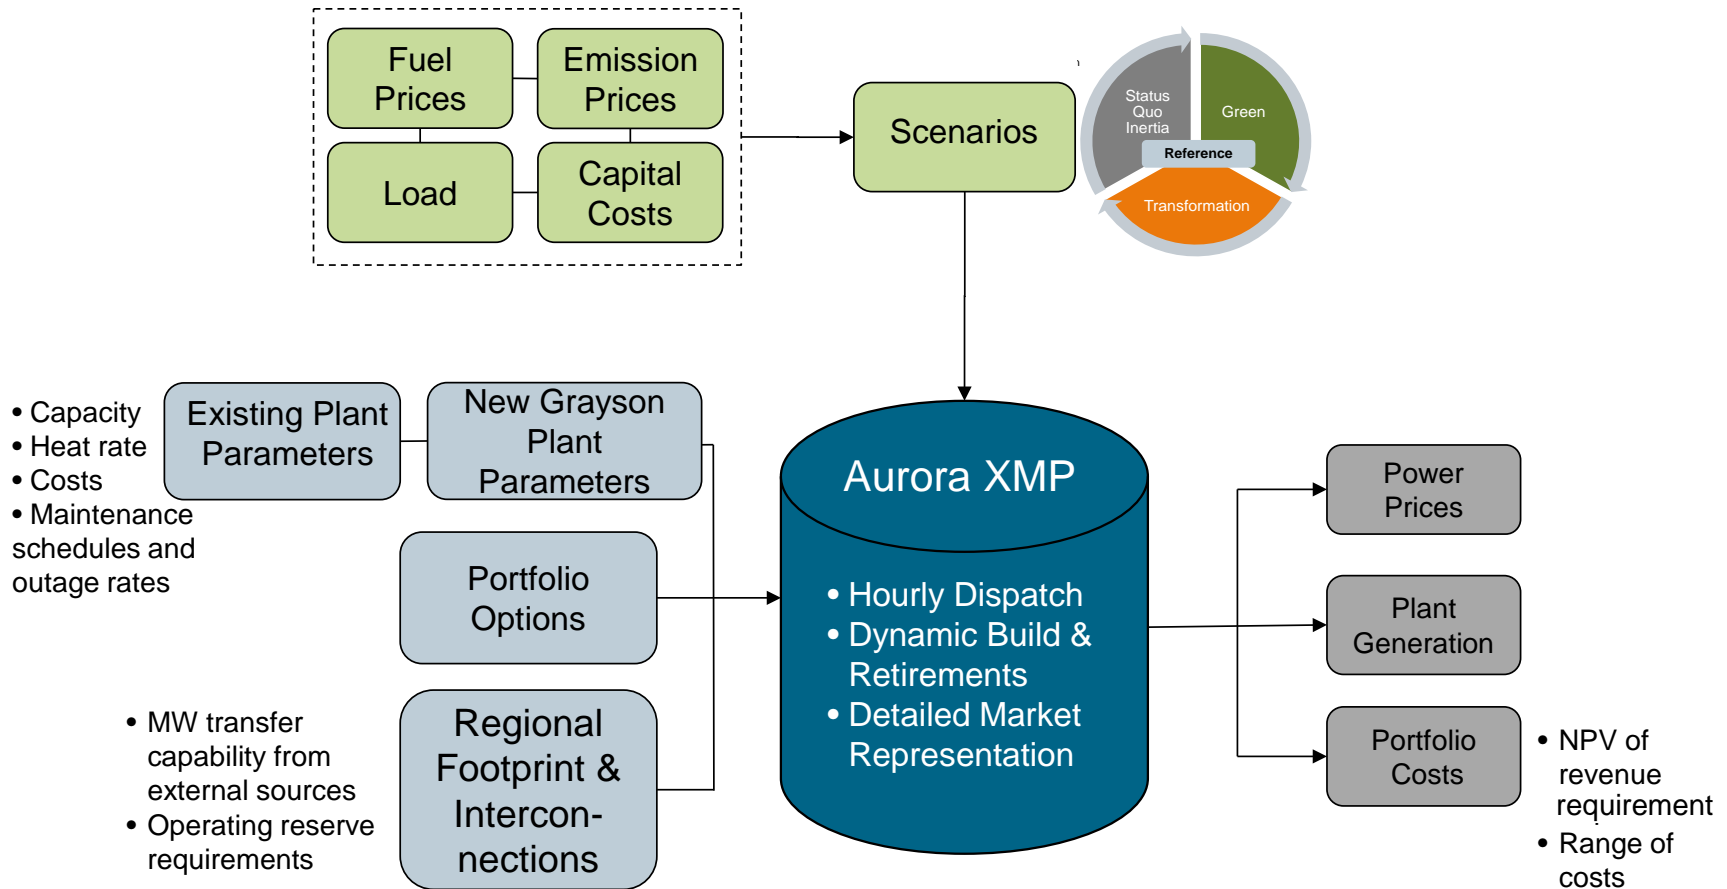 Fuel
Prices
Emission
Prices
Load
Capital
Costs
Scenarios
Status
Quo
Inertia
Green
Reference
Transformation
• Capacity
• Heat rate
• Costs
• Maintenance
schedules and
outage rates
Existing Plant
Parameters
New Grayson
Plant
Parameters
Portfolio
Options
• MW transfer
capability from
external sources
• Operating reserve
requirements
Regional
Footprint &
Intercon-
nections
Aurora XMP
• Hourly Dispatch
• Dynamic Build &
Retirements
• Detailed Market
Representation
Power
Prices
Plant
Generation
Portfolio
Costs
• NPV of
revenue
requirement
• Range of
costs